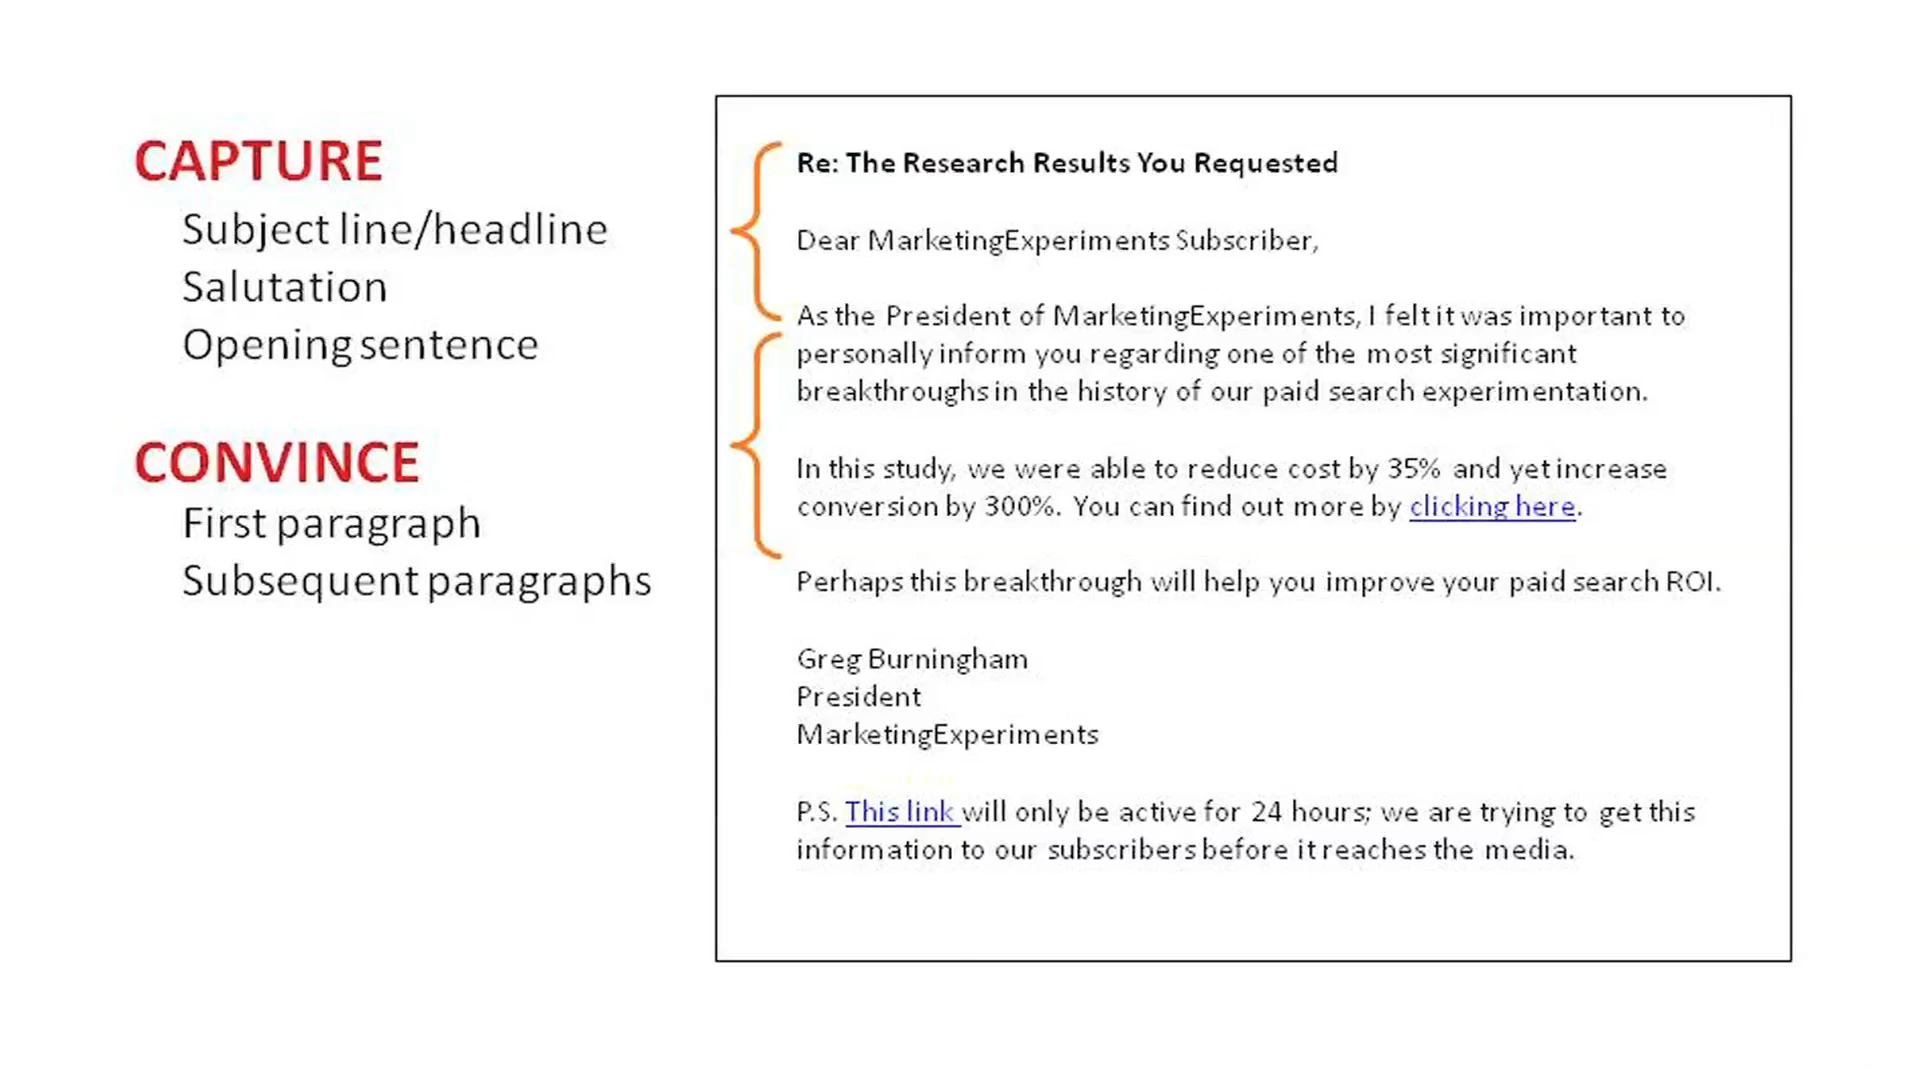 CAPTURE
Subject line/headline
Salutation
Opening sentence
CONVINCE
First paragraph
Subsequent paragraphs
Re: The Research Results You Requested
Dear MarketingExperiments Subscriber,
As the President of MarketingExperiments, I felt it was important to
personally inform you regarding one of the most significant
breakthroughs in the history of our paid search experimentation.
In this study, we were able to reduce cost by 35% and yet increase
conversion by 300%. You can find out more by clicking here.
Perhaps this breakthrough will help you improve your paid search ROI.
Greg Burningham
President
MarketingExperiments
P.S. This link will only be active for 24 hours; we are trying to get this
information to our subscribers before it reaches the media.